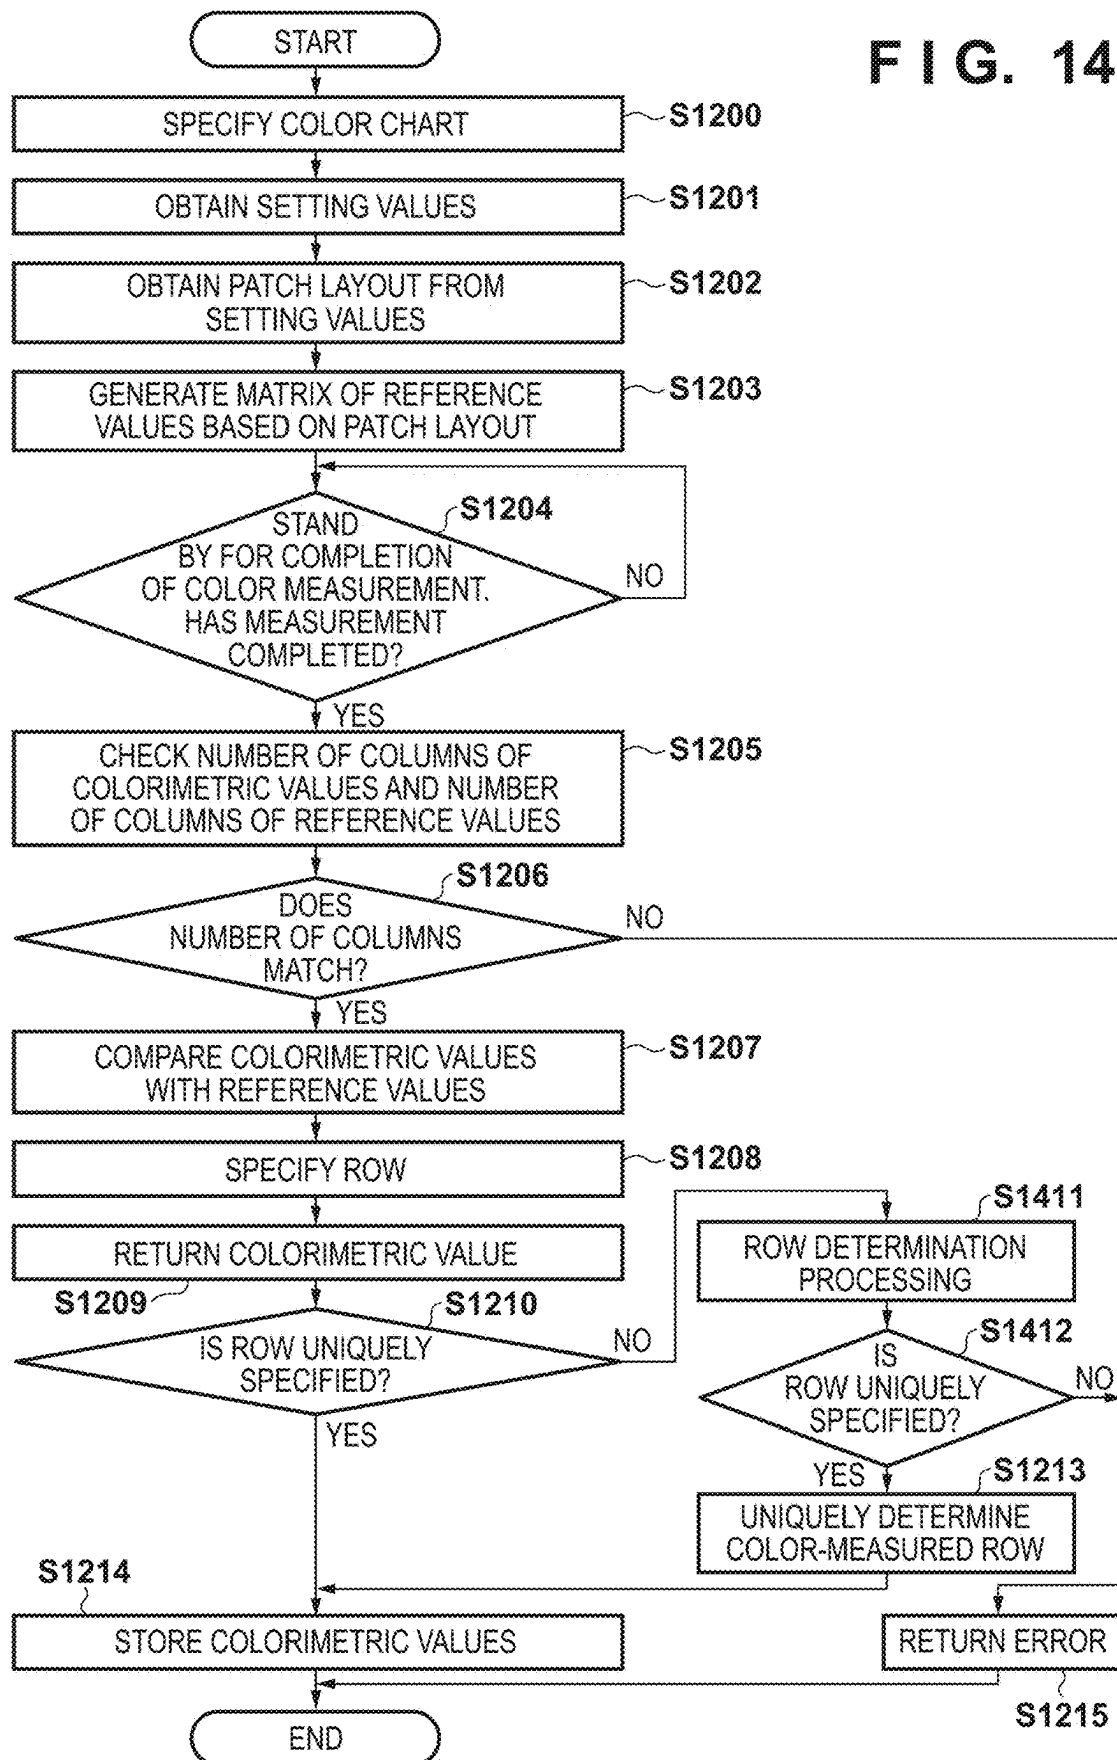 FIG. 14
START
SPECIFY COLOR CHART
S1200
OBTAIN SETTING VALUES
S1201
OBTAIN PATCH LAYOUT FROM
SETTING VALUES
S1202
GENERATE MATRIX OF REFERENCE
VALUES BASED ON PATCH LAYOUT
S1203
S1204
STAND
BY FOR COMPLETION
OF COLOR MEASUREMENT.
HAS MEASUREMENT
COMPLETED?
NO
YES
CHECK NUMBER OF COLUMNS OF
COLORIMETRIC VALUES AND NUMBER
OF COLUMNS OF REFERENCE VALUES
S1205
S1206
DOES
NUMBER OF COLUMNS
MATCH?
NO
YES
COMPARE COLORIMETRIC VALUES
WITH REFERENCE VALUES
S1207
SPECIFY ROW
S1208
RETURN COLORIMETRIC VALUE
S1209
S1210
IS ROW UNIQUELY
SPECIFIED?
NO
YES
S1411
ROW DETERMINATION
PROCESSING
S1412
IS
ROW UNIQUELY
SPECIFIED?
NO
YES
S1213
UNIQUELY DETERMINE
COLOR-MEASURED ROW
S1214
STORE COLORIMETRIC VALUES
RETURN ERROR
S1215
END